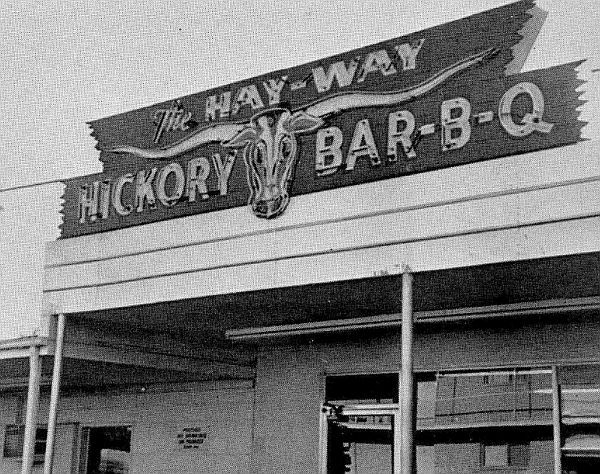 The HAY-WAY
HICKORY BAR-B-Q